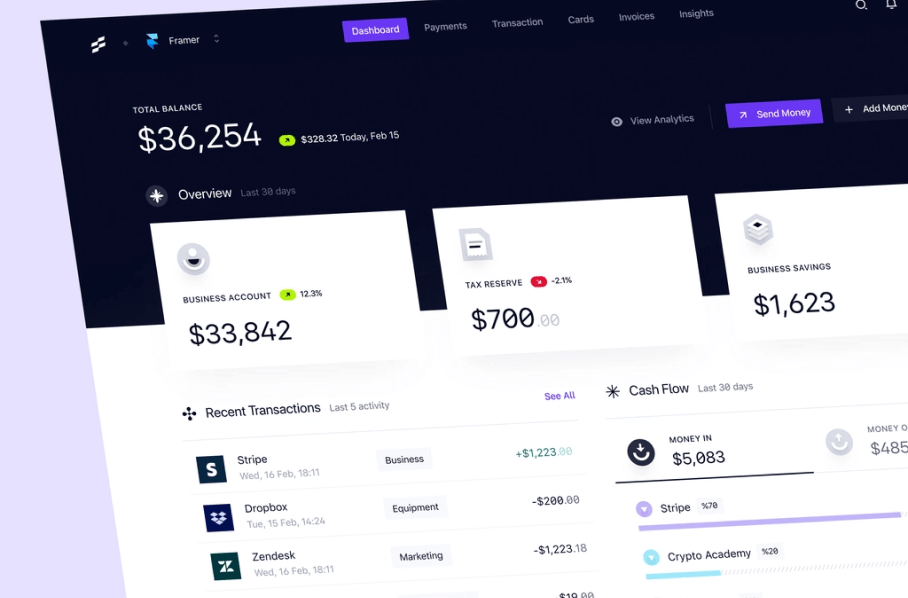 Framer
Dashboard
Payments
Transaction
Cards
Invoices
Insights
TOTAL BALANCE
$36,254
$328.32 Today, Feb 15
View Analytics
Send Money
+ Add Money
Overview
Last 30 days
BUSINESS ACCOUNT
12.3%
$33,842
TAX RESERVE
-2.1%
$700.00
BUSINESS SAVINGS
$1,623
Recent Transactions
Last 5 activity
See All
Stripe
Wed, 16 Feb, 18:11
Business
+$1,223.00
Dropbox
Tue, 15 Feb, 14:24
Equipment
-$200.00
Zendesk
Wed, 16 Feb, 18:11
Marketing
-$1,223.18
Cash Flow
Last 30 days
MONEY IN
$5,083
MONEY O
$485
Stripe
%70
Crypto Academy
%20